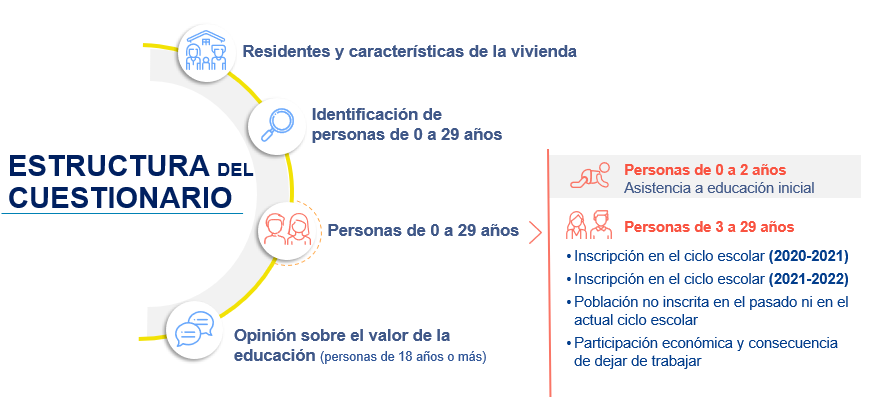 ESTRUCTURA DEL
CUESTIONARIO
Residentes y características de la vivienda
Identificación de
personas de 0 a 29 años
Personas de 0 a 29 años
Opinión sobre el valor de la
educación (personas de 18 años o más)
Personas de 0 a 2 años
Asistencia a educación inicial
Personas de 3 a 29 años
• Inscripción en el ciclo escolar (2020-2021)
• Inscripción en el ciclo escolar (2021-2022)
• Población no inscrita en el pasado ni en el
actual ciclo escolar
• Participación económica y consecuencia
de dejar de trabajar